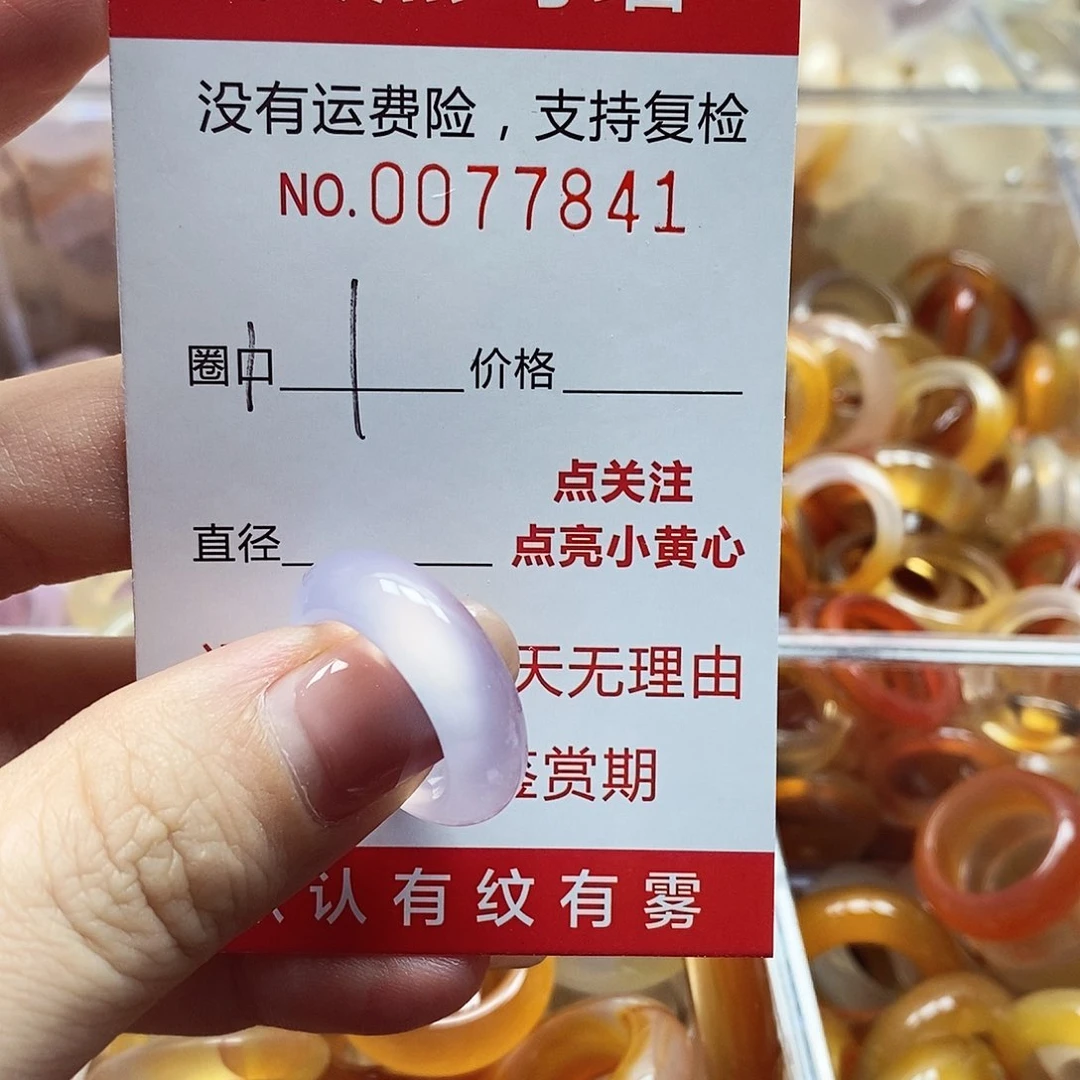 没有运费险，支持复检
NO.0077841
圈口 价格
点关注
直径 点亮小黄心
天无理由
鉴赏期
认有纹有雾